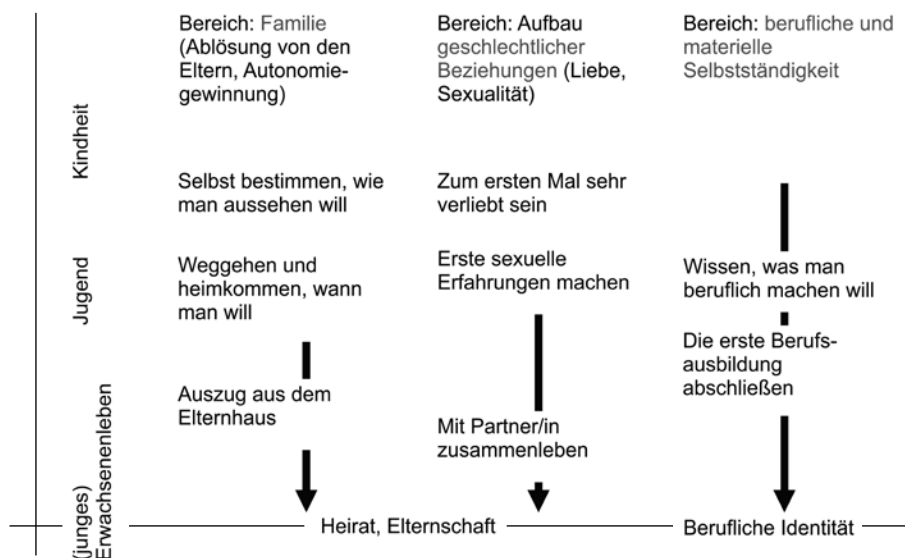 Bereich: Familie
(Ablösung von den
Eltern, Autonomie-
gewinnung)
Bereich: Aufbau
geschlechtlicher
Beziehungen (Liebe,
Sexualität)
Bereich: berufliche und
materielle
Selbstständigkeit
Kindheit
Selbst bestimmen, wie
man aussehen will
Zum ersten Mal sehr
verliebt sein
Jugend
Weggehen und
heimkommen, wann
man will
Erste sexuelle
Erfahrungen machen
Wissen, was man
beruflich machen will
Die erste Berufs-
ausbildung
abschließen
(junges)
Erwachsenenleben
Auszug aus dem
Elternhaus
Mit Partner/in
zusammenleben
Heirat, Elternschaft
Berufliche Identität